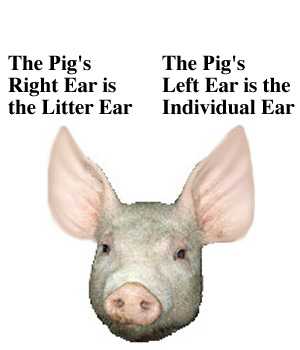 The Pig's
Right Ear is
the Litter Ear
The Pig's
Left Ear is the
Individual Ear